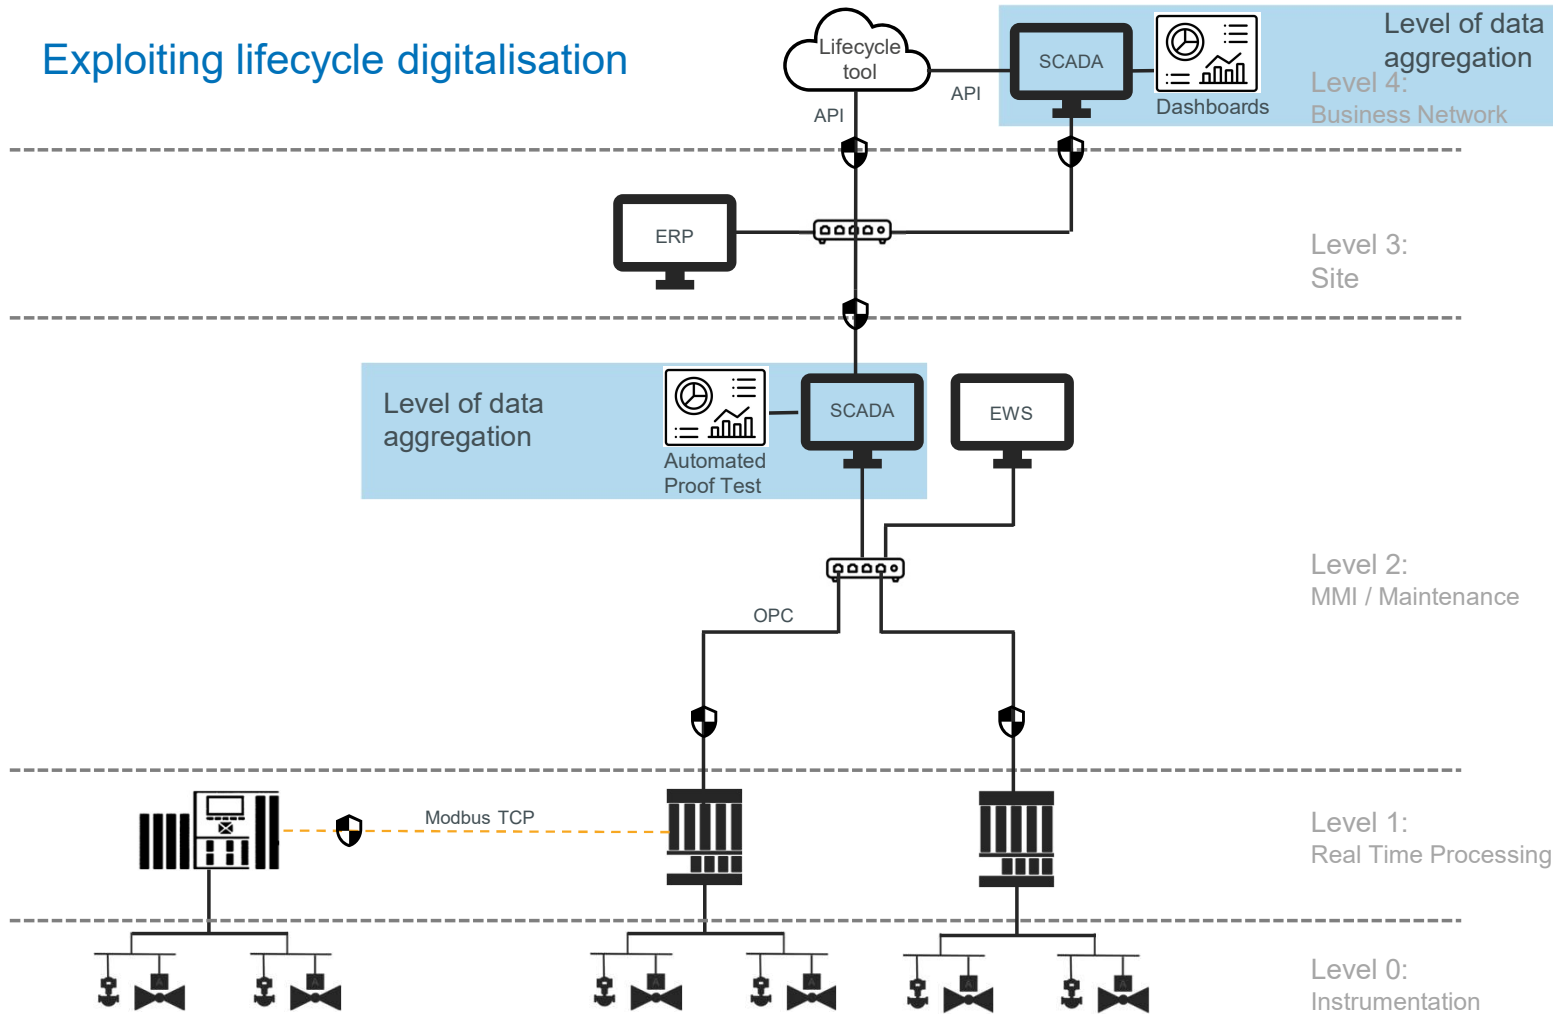 Exploiting lifecycle digitalisation
Lifecycle
tool
API
API
SCADA
Dashboards
Level of data
aggregation
Level 4:
Business Network
ERP
Level 3:
Site
Level of data
aggregation
Automated
Proof Test
SCADA
EWS
OPC
Level 2:
MMI / Maintenance
Modbus TCP
Level 1:
Real Time Processing
A
A
A
A
A
A
Level 0:
Instrumentation